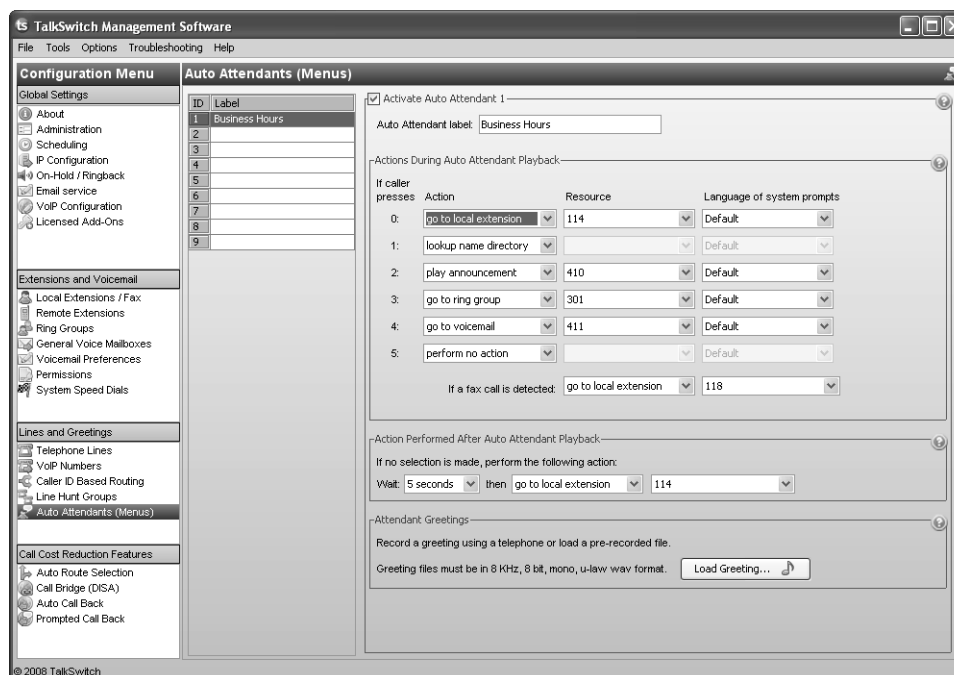 ts TalkSwitch Management Software
File Tools Options Troubleshooting Help
Configuration Menu
Global Settings
About
Administration
Scheduling
IP Configuration
On-Hold / Ringback
Email service
VoIP Configuration
Licensed Add-Ons
Extensions and Voicemail
Local Extensions / Fax
Remote Extensions
Ring Groups
General Voice Mailboxes
Voicemail Preferences
Permissions
System Speed Dials
Lines and Greetings
Telephone Lines
VoIP Numbers
Caller ID Based Routing
Line Hunt Groups
Auto Attendants (Menus)
Call Cost Reduction Features
Auto Route Selection
Call Bridge (DISA)
Auto Call Back
Prompted Call Back
Auto Attendants (Menus)
ID Label
1 Business Hours
2
3
4
5
6
7
8
9
Activate Auto Attendant 1
Auto Attendant label: Business Hours
Actions During Auto Attendant Playback
If caller
presses Action Resource Language of system prompts
0: go to local extension 114 Default
1: lookup name directory Default
2: play announcement 410 Default
3: go to ring group 301 Default
4: go to voicemail 411 Default
5: perform no action Default
If a fax call is detected: go to local extension 118
Action Performed After Auto Attendant Playback
If no selection is made, perform the following action:
Wait: 5 seconds then go to local extension 114
Attendant Greetings
Record a greeting using a telephone or load a pre-recorded file.
Greeting files must be in 8 KHz, 8 bit, mono, u-law wav format. Load Greeting...
© 2008 TalkSwitch